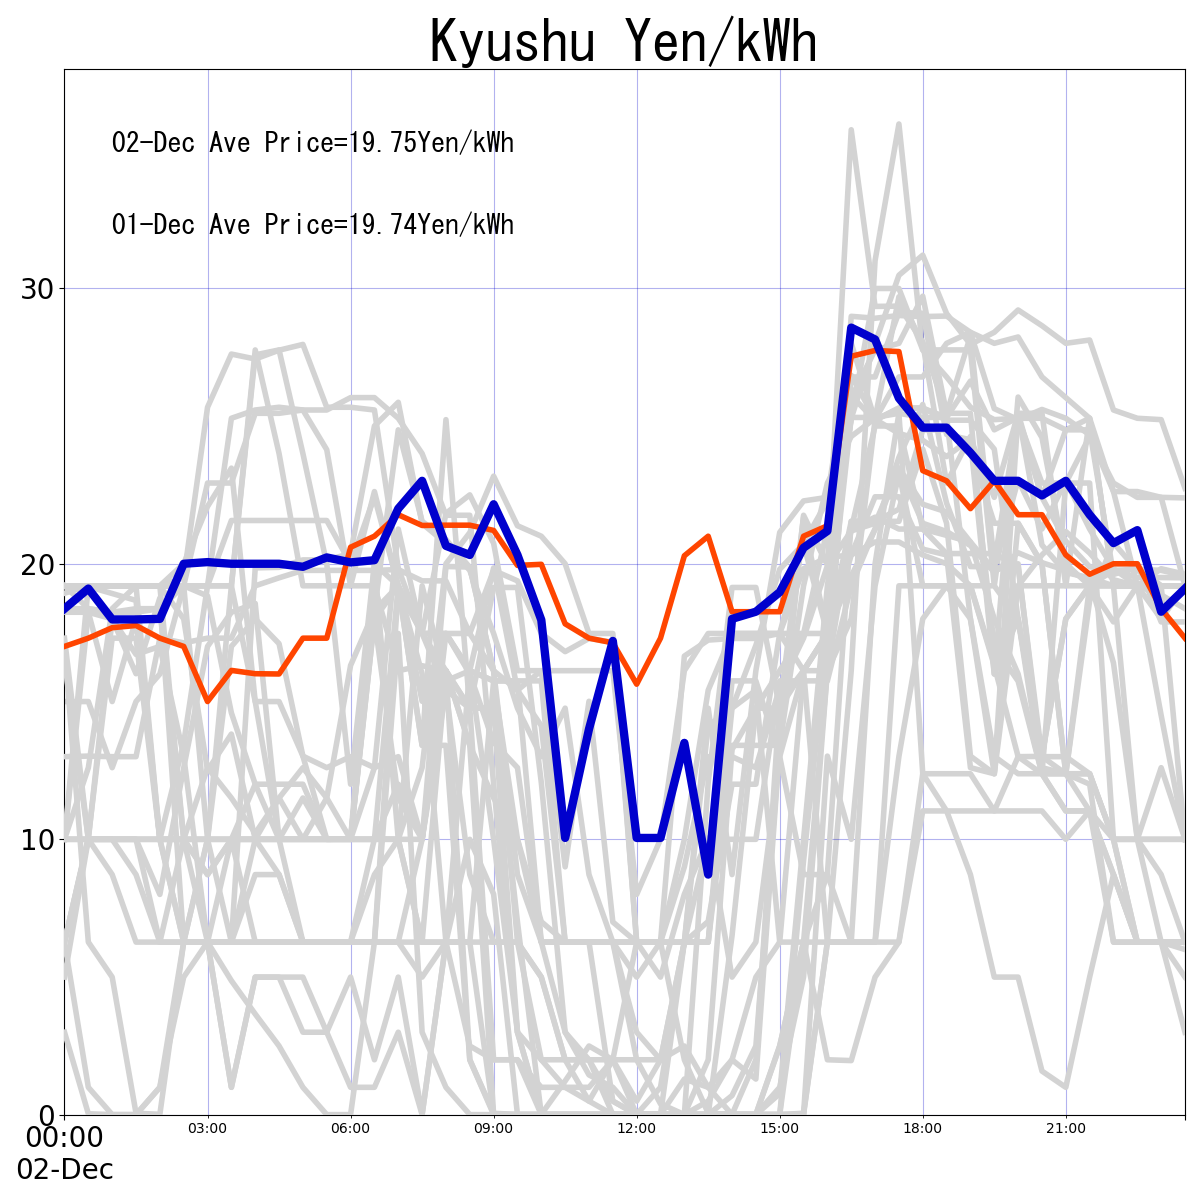 Kyushu Yen/kWh
02-Dec Ave Price=19.75Yen/kWh
01-Dec Ave Price=19.74Yen/kWh
30
20
10
0
00:00 03:00 06:00 09:00 12:00 15:00 18:00 21:00
02-Dec